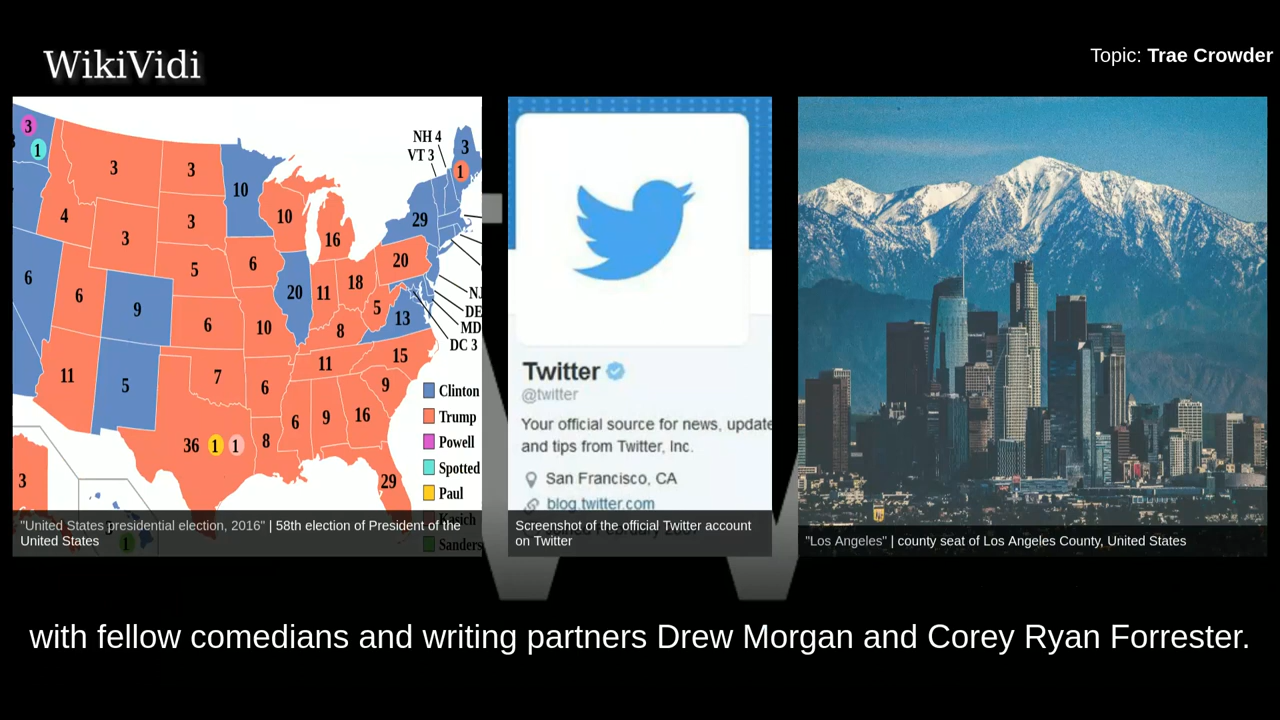 WikiVidi
Topic: Trae Crowder
3
1
3
3
10
NH 4
VT 3
3
1
4
3
3
10
16
29
6
6
9
5
6
20
11
18
20
5
13
NJ
DE
MD
DC 3
6
10
8
11
15
11
5
7
6
6
9
16
9
36
1
1
8
29
3
1
Clinton
Trump
Powell
Spotted
Paul
Kasich
Sanders
"United States presidential election, 2016" | 58th election of President of the
United States
Twitter
@twitter
Your official source for news, update
and tips from Twitter, Inc.
San Francisco, CA
blog.twitter.com
Screenshot of the official Twitter account
on Twitter
"Los Angeles" | county seat of Los Angeles County, United States
with fellow comedians and writing partners Drew Morgan and Corey Ryan Forrester.